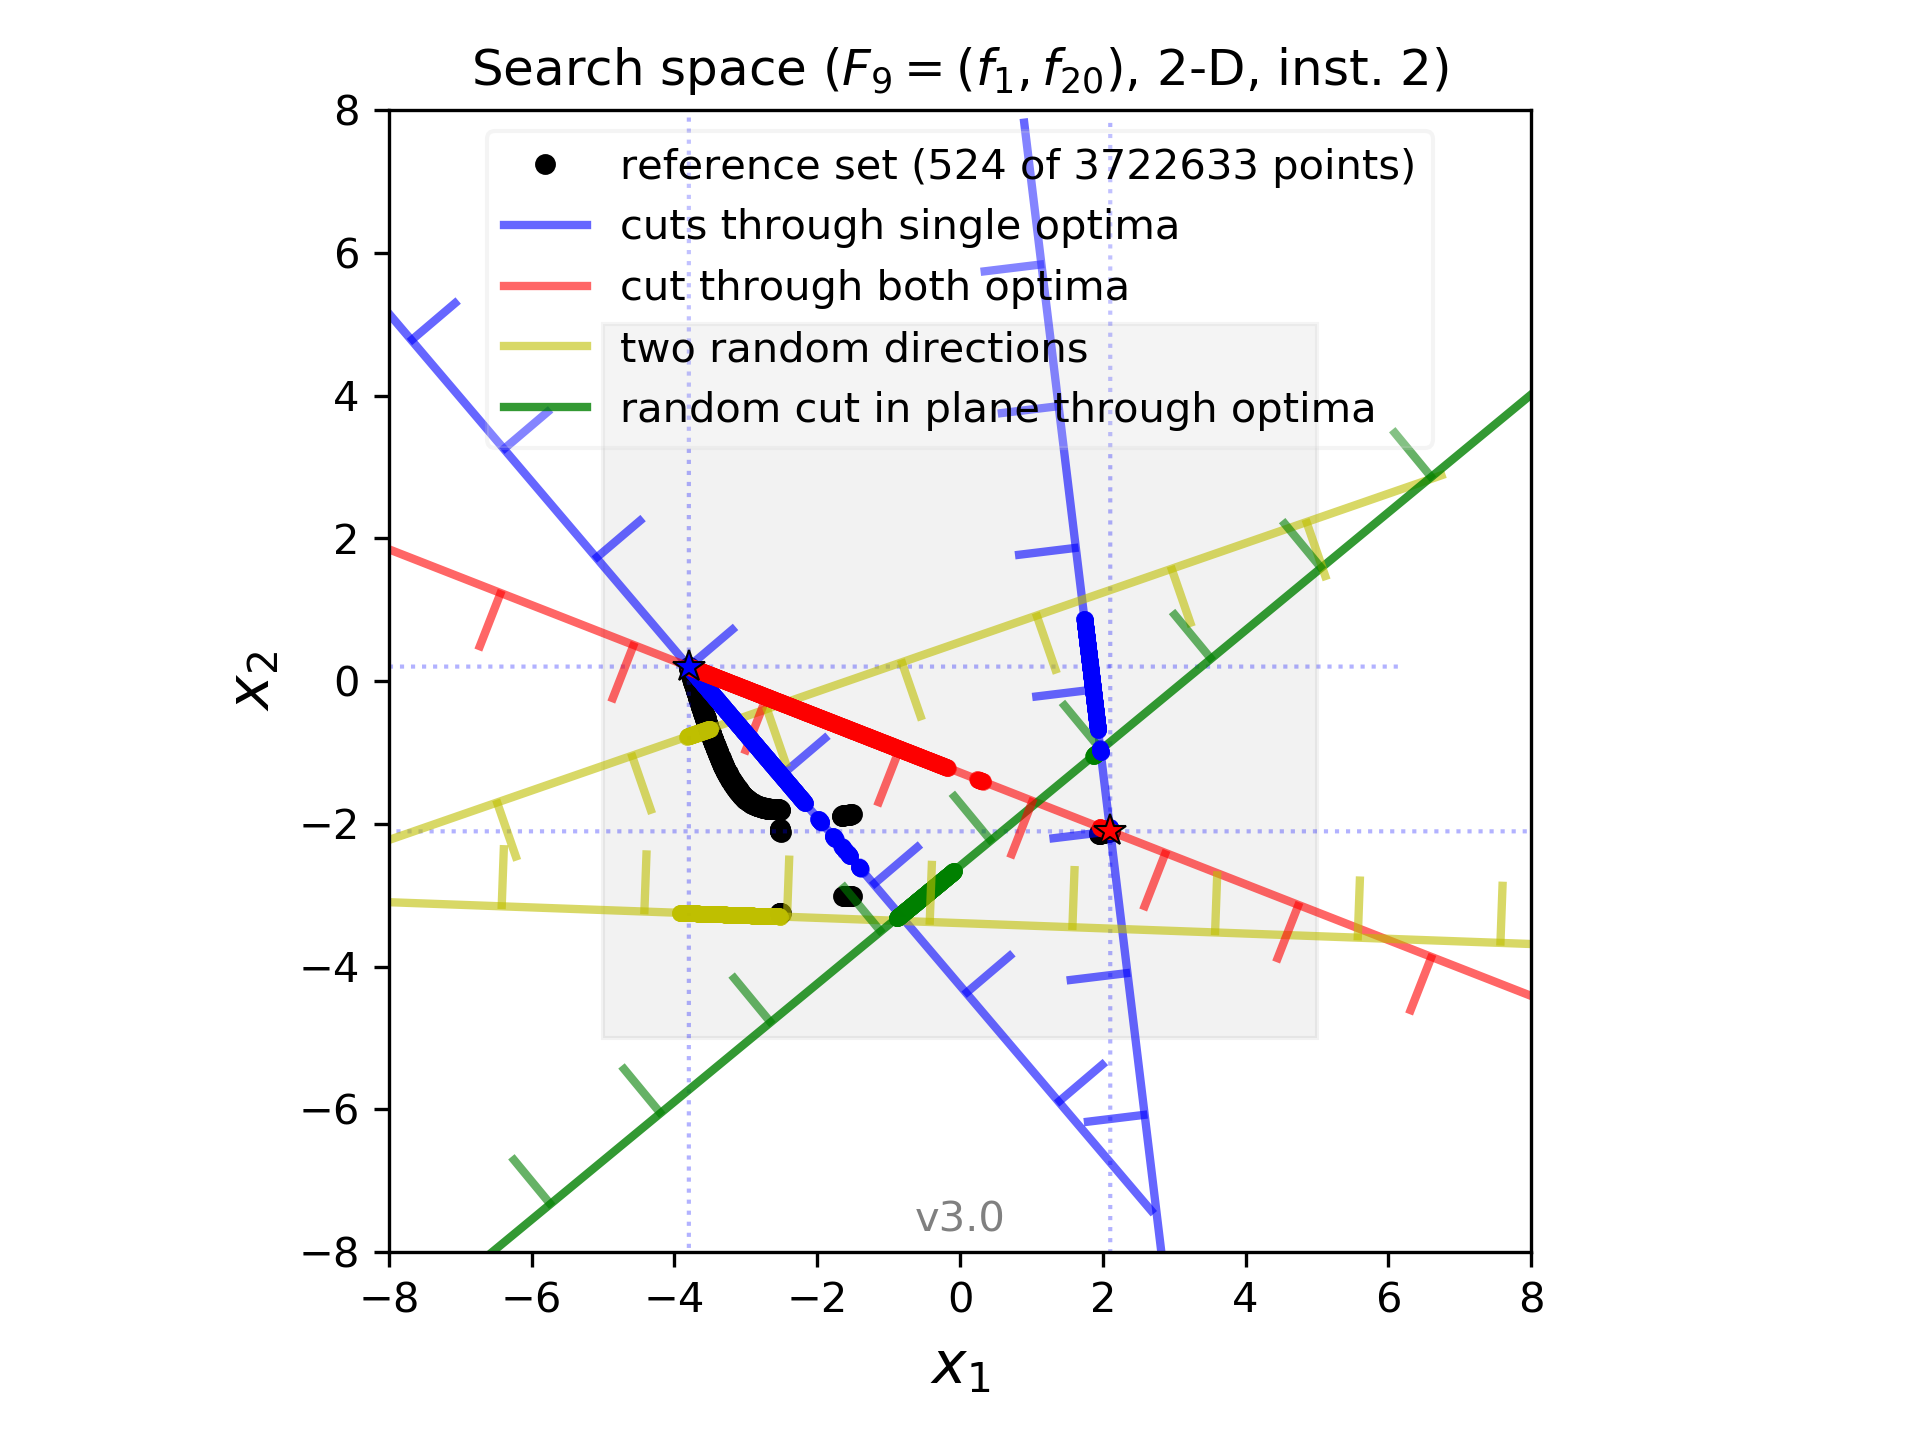 Search space (F₉ = (f₁, f₂₀), 2-D, inst. 2)
reference set (524 of 3722633 points)
cuts through single optima
cut through both optima
two random directions
random cut in plane through optima
8
6
4
2
0
−2
−4
−6
−8
x₂
v3.0
−8 −6 −4 −2 0 2 4 6 8
x₁